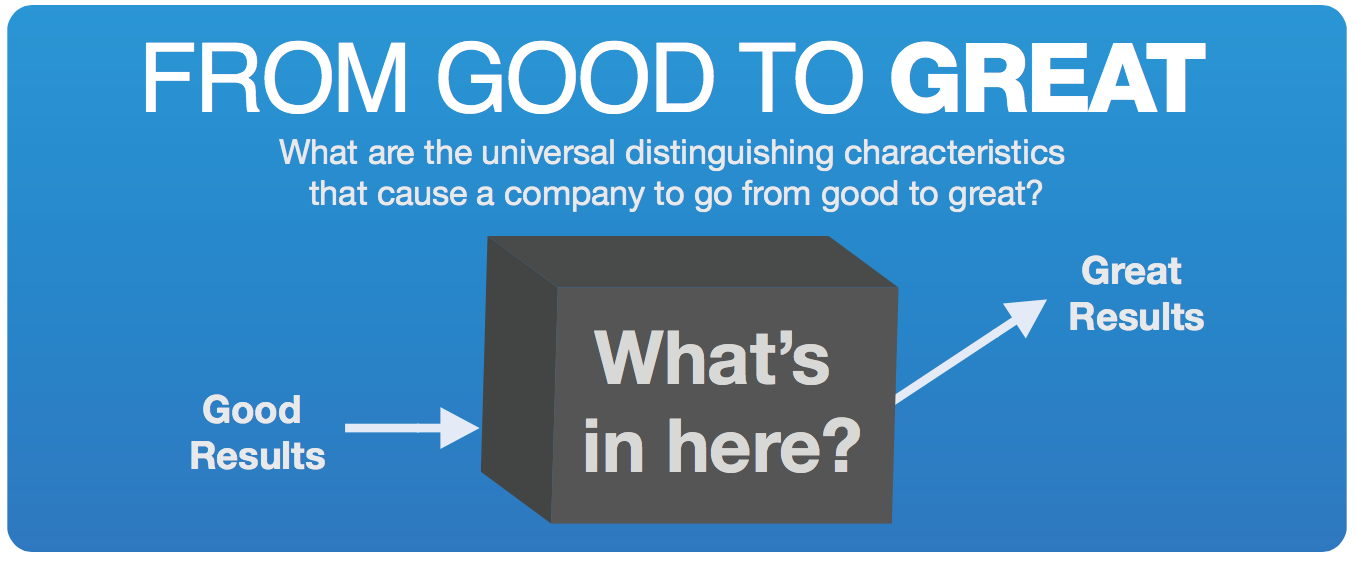 FROM GOOD TO GREAT
What are the universal distinguishing characteristics
that cause a company to go from good to great?
Good
Results
What’s
in here?
Great
Results